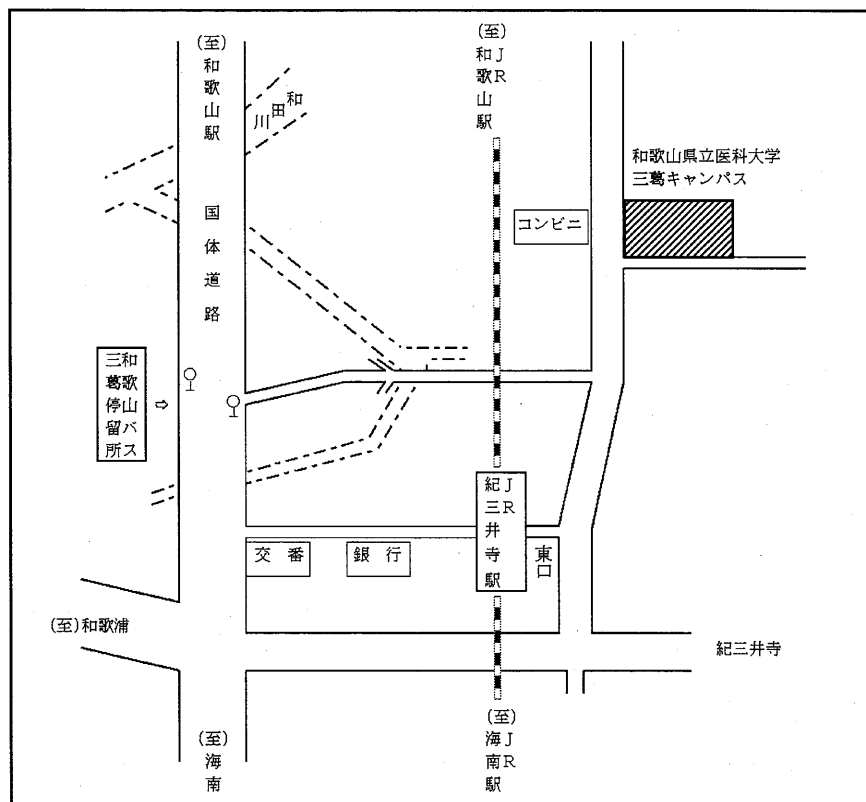 (至)和歌山駅
(至)JR和歌山駅
和田川
和歌山県立医科大学
三葛キャンパス
国体道路
コンビニ
和歌山バス
三葛停留所
⇨
JR
紀三井寺駅
交番
銀行
東口
(至)和歌浦
紀三井寺
(至)海南
(至)JR海南駅